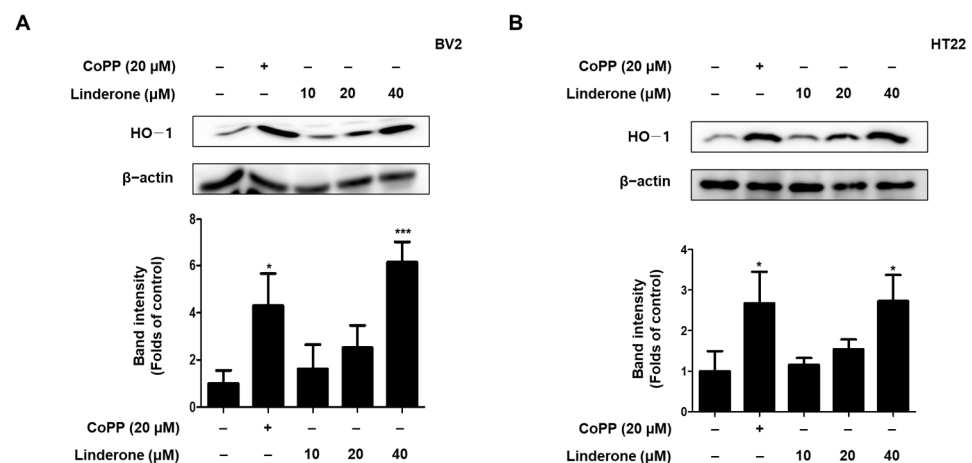 A
BV2
CoPP (20 µM) – + – – –
Linderone (µM) – – 10 20 40
HO−1
β−actin
8
6
4
2
0
Band intensity
(Folds of control)
*
***
CoPP (20 µM) – + – – –
Linderone (µM) – – 10 20 40
B
HT22
CoPP (20 µM) – + – – –
Linderone (µM) – – 10 20 40
HO−1
β−actin
4
3
2
1
0
Band intensity
(Folds of control)
*
*
CoPP (20 µM) – + – – –
Linderone (µM) – – 10 20 40